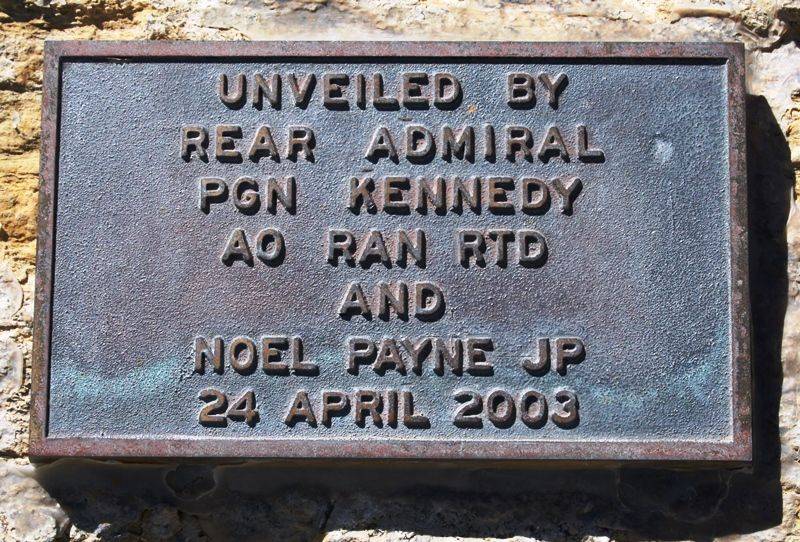 UNVEILED BY
REAR ADMIRAL
PGN KENNEDY
AO RAN RTD
AND
NOEL PAYNE JP
24 APRIL 2003